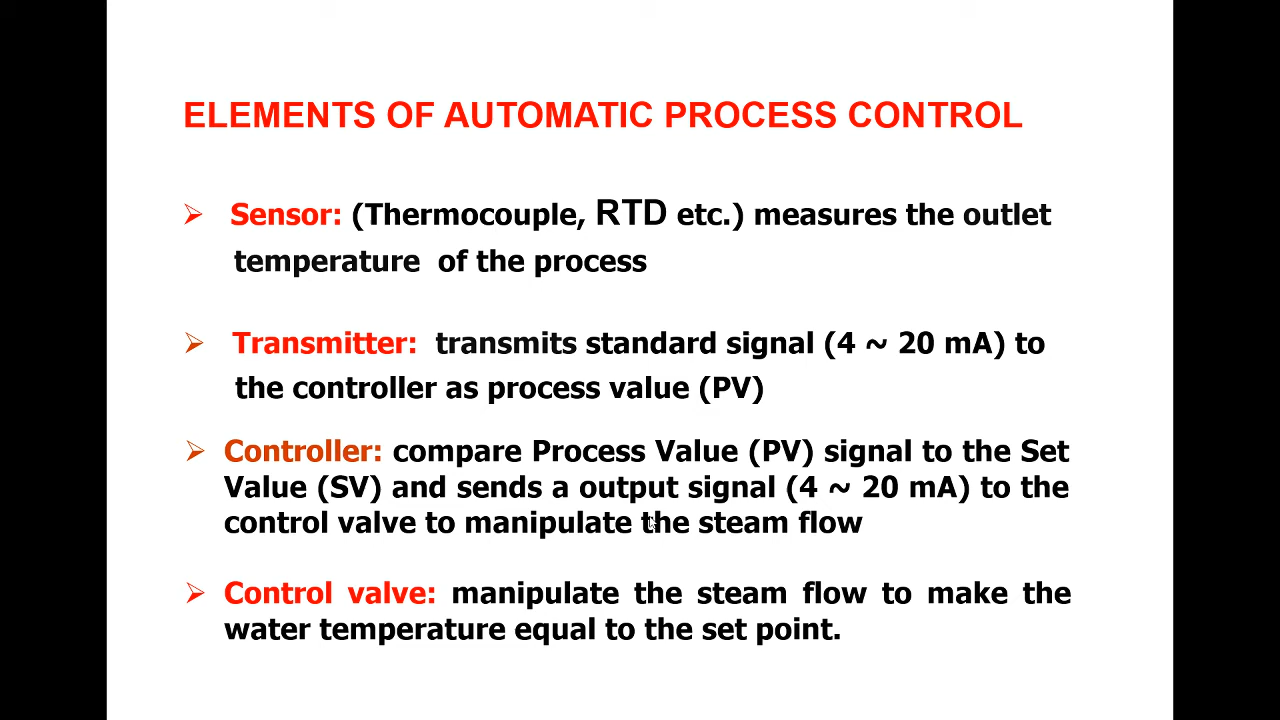 ELEMENTS OF AUTOMATIC PROCESS CONTROL
Sensor: (Thermocouple, RTD etc.) measures the outlet
temperature of the process
Transmitter: transmits standard signal (4 ~ 20 mA) to
the controller as process value (PV)
Controller: compare Process Value (PV) signal to the Set
Value (SV) and sends a output signal (4 ~ 20 mA) to the
control valve to manipulate the steam flow
Control valve: manipulate the steam flow to make the
water temperature equal to the set point.